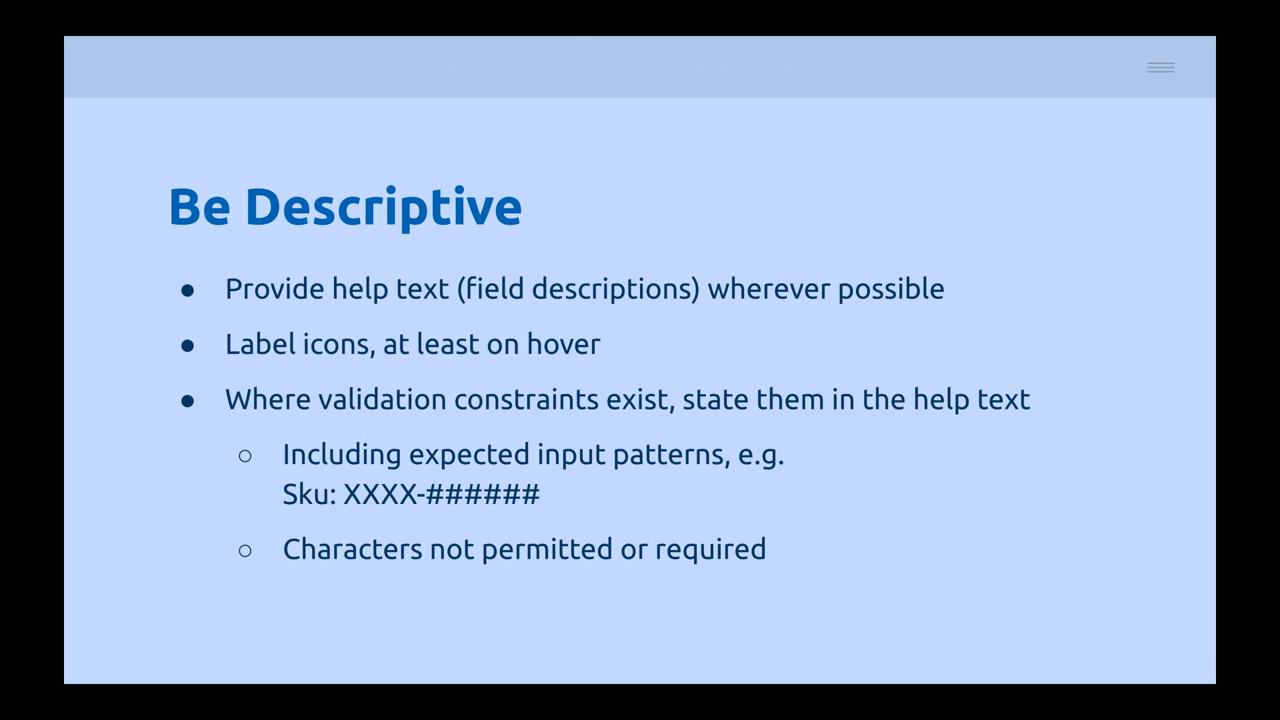 Be Descriptive
● Provide help text (field descriptions) wherever possible
● Label icons, at least on hover
● Where validation constraints exist, state them in the help text
○ Including expected input patterns, e.g.
Sku: XXXX-######
○ Characters not permitted or required